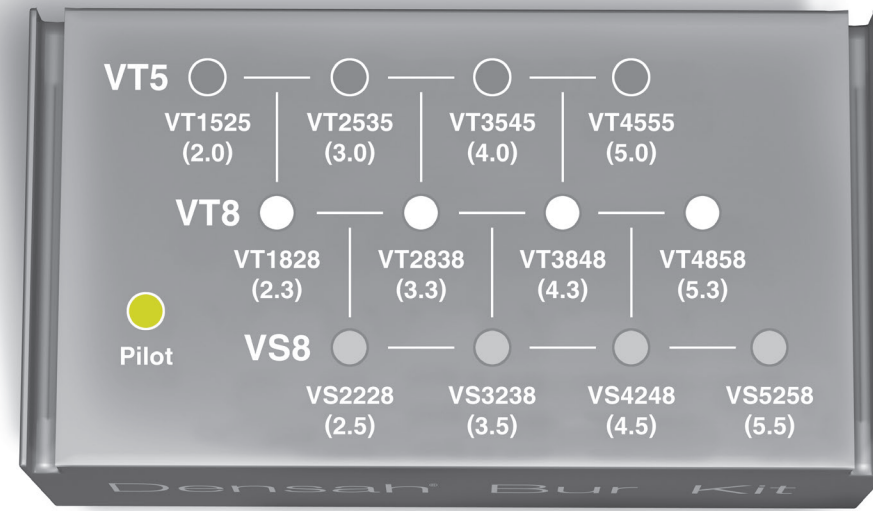 VT5
VT1525 VT2535 VT3545 VT4555
(2.0) (3.0) (4.0) (5.0)
VT8
VT1828 VT2838 VT3848 VT4858
(2.3) (3.3) (4.3) (5.3)
Pilot VS8
VS2228 VS3238 VS4248 VS5258
(2.5) (3.5) (4.5) (5.5)
Densah® Bur Kit